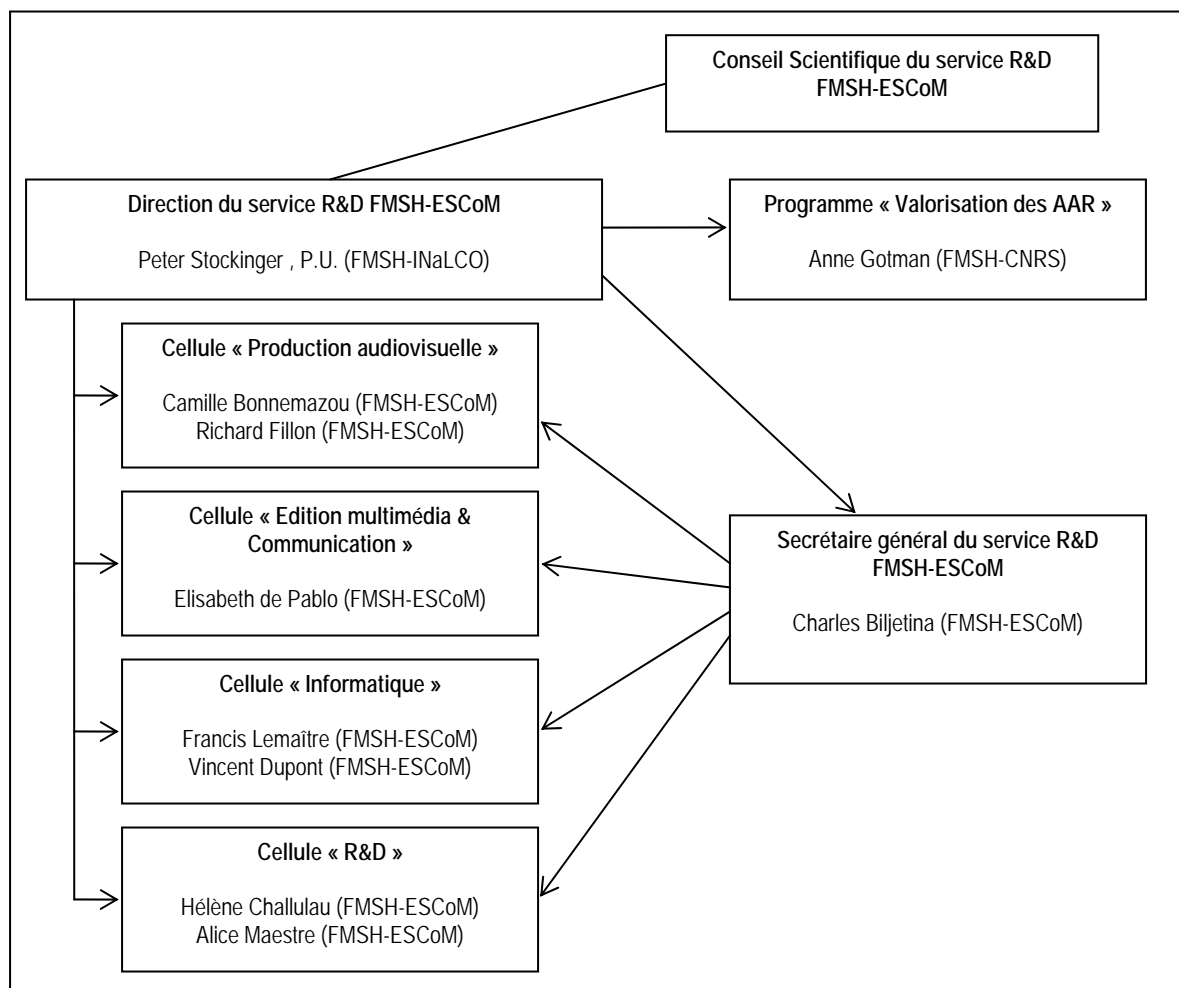 Conseil Scientifique du service R&D
FMSH-ESCoM
Direction du service R&D FMSH-ESCoM
Peter Stockinger , P.U. (FMSH-INaLCO)
Programme « Valorisation des AAR »
Anne Gotman (FMSH-CNRS)
Cellule « Production audiovisuelle »
Camille Bonnemazou (FMSH-ESCoM)
Richard Fillon (FMSH-ESCoM)
Cellule « Edition multimédia &
Communication »
Elisabeth de Pablo (FMSH-ESCoM)
Secrétaire général du service R&D
FMSH-ESCoM
Charles Biljetina (FMSH-ESCoM)
Cellule « Informatique »
Francis Lemaître (FMSH-ESCoM)
Vincent Dupont (FMSH-ESCoM)
Cellule « R&D »
Hélène Challulau (FMSH-ESCoM)
Alice Maestre (FMSH-ESCoM)